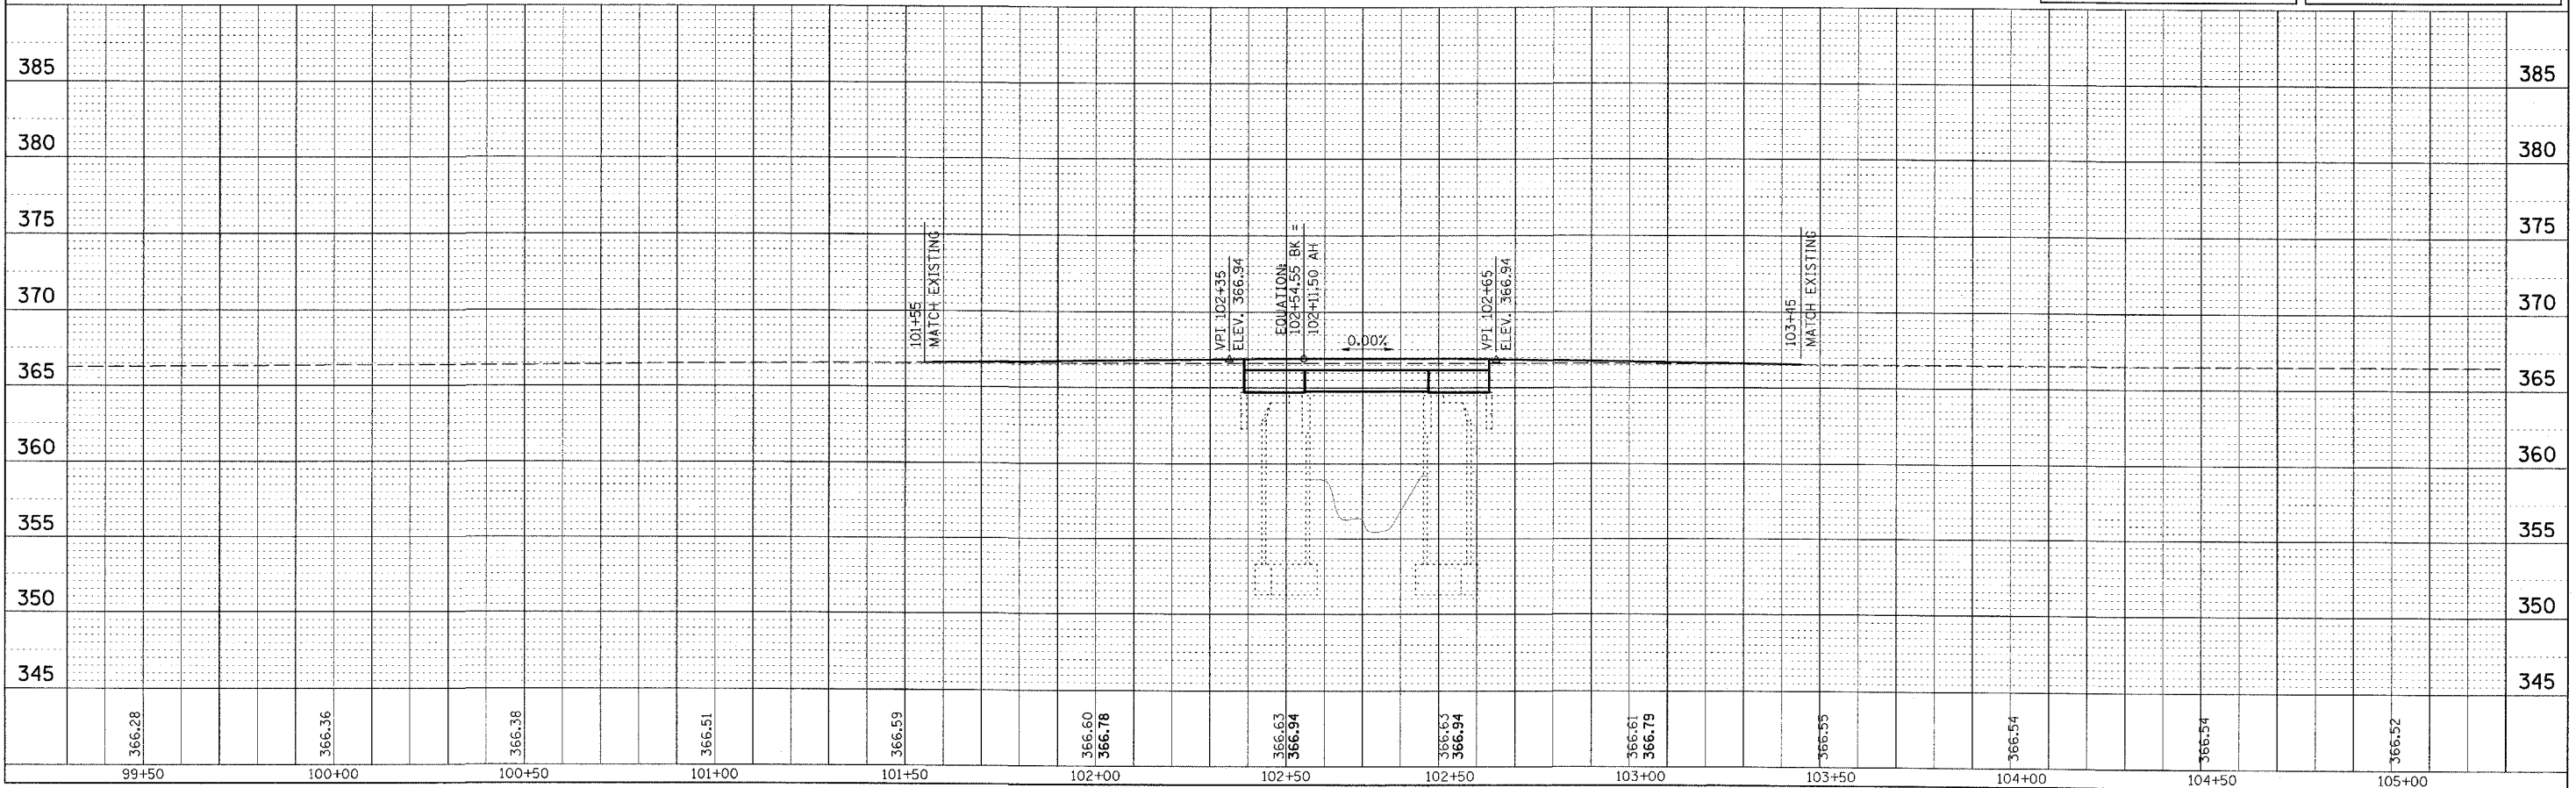 385 385
380 380
375 375
370 370
365 365
360 360
355 355
350 350
345 345
101+55
MATCH EXISTING
VPI 102+35
ELEV. 366.94
EQUATION:
102+54.55 BK =
102+11.50 AH
0.00%
VPI 102+65
ELEV. 366.94
103+45
MATCH EXISTING
366.28 366.36 366.38 366.51 366.59 366.60 366.63 366.63 366.61 366.55 366.54 366.54 366.52
366.78 366.94 366.94 366.79
99+50 100+00 100+50 101+00 101+50 102+00 102+50 102+50 103+00 103+50 104+00 104+50 105+00